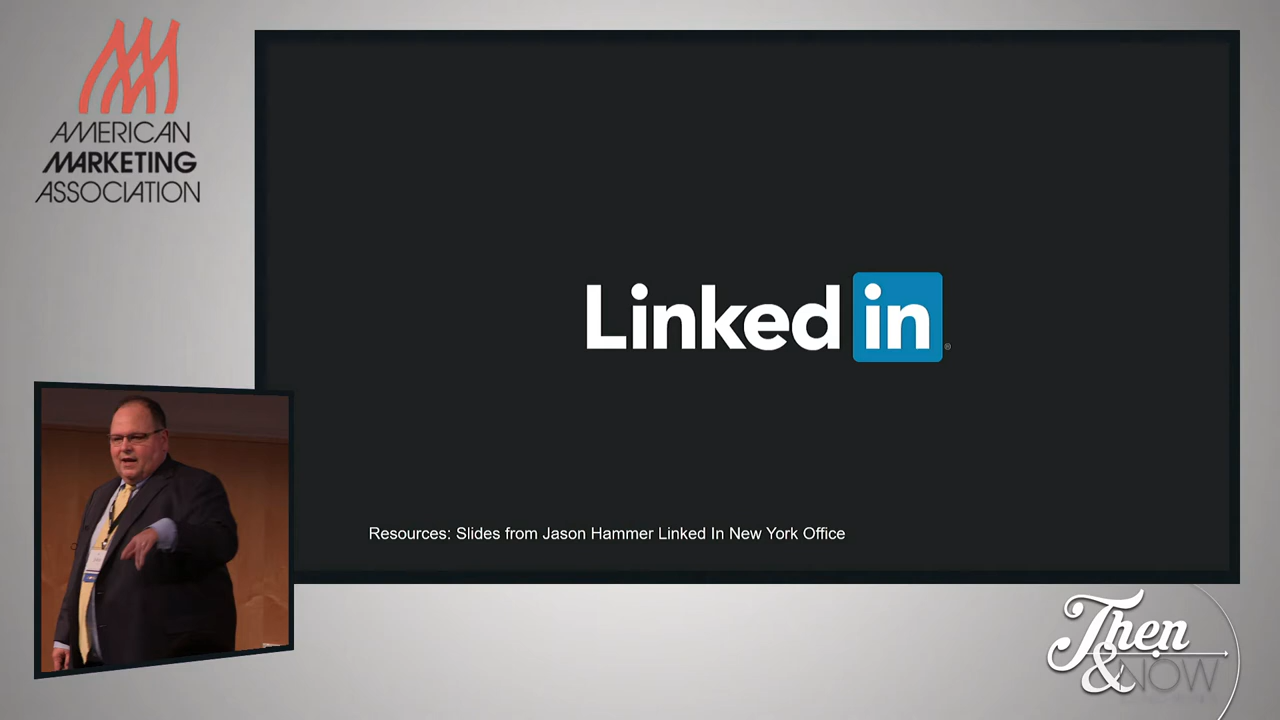 AMERICAN
MARKETING
ASSOCIATION
Linked in ®
Resources: Slides from Jason Hammer Linked In New York Office
Then
& NOW